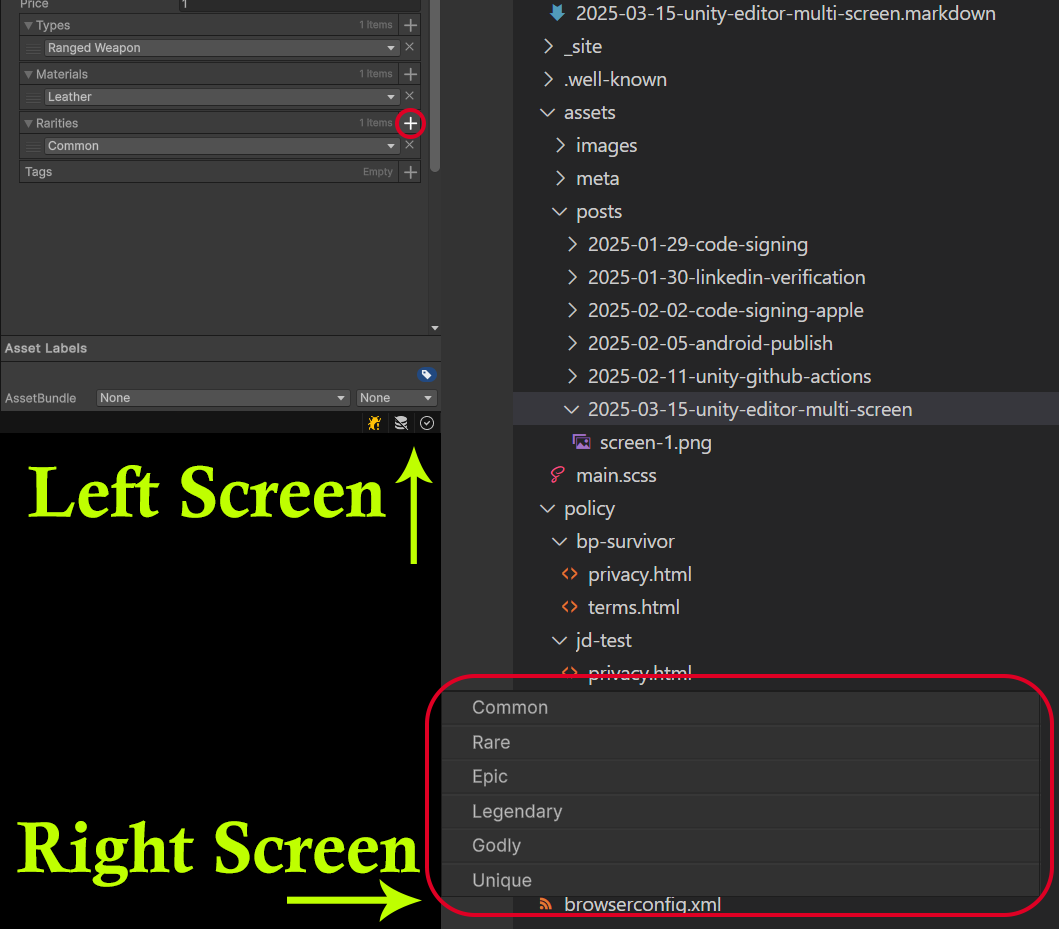 Price 1
Types 1 Items
Ranged Weapon
Materials 1 Items
Leather
Rarities 1 Items
Common
Tags Empty
Asset Labels
AssetBundle None None
Left Screen
Right Screen
2025-03-15-unity-editor-multi-screen.markdown
_site
.well-known
assets
images
meta
posts
2025-01-29-code-signing
2025-01-30-linkedin-verification
2025-02-02-code-signing-apple
2025-02-05-android-publish
2025-02-11-unity-github-actions
2025-03-15-unity-editor-multi-screen
screen-1.png
main.scss
policy
bp-survivor
privacy.html
terms.html
jd-test
privacy.html
Common
Rare
Epic
Legendary
Godly
Unique
browserconfig.xml